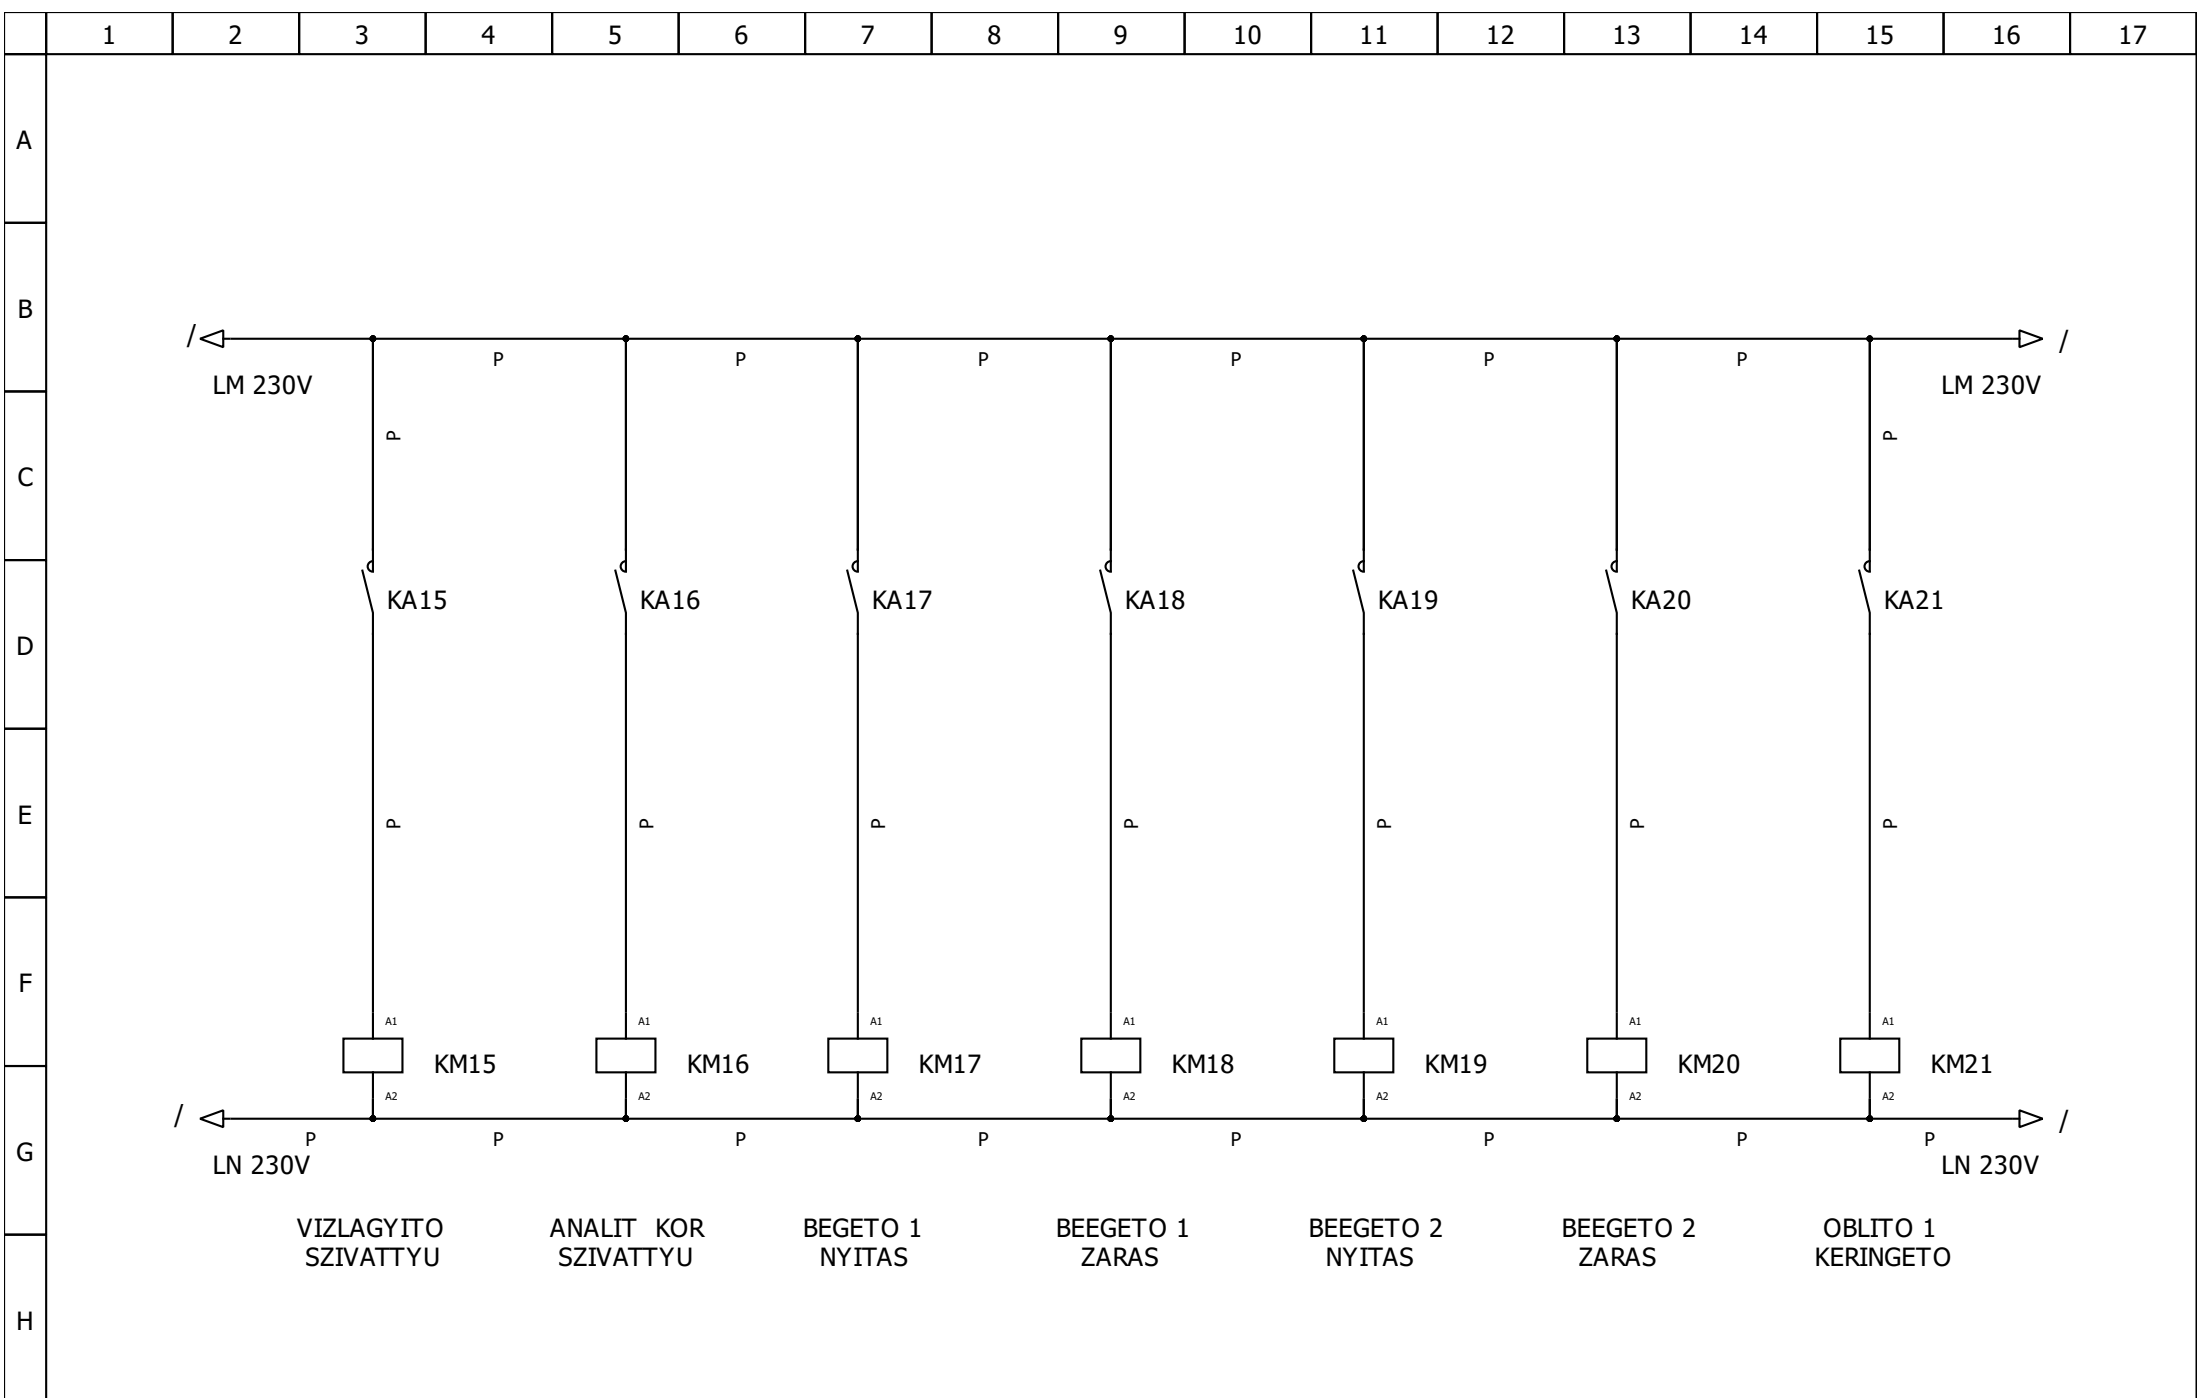 1 2 3 4 5 6 7 8 9 10 11 12 13 14 15 16 17
A
B
/ /
P P P P P P
LM 230V LM 230V
P P
C
KA15 KA16 KA17 KA18 KA19 KA20 KA21
D
E
P P P P P P P
F
A1 A1 A1 A1 A1 A1 A1
KM15 KM16 KM17 KM18 KM19 KM20 KM21
A2 A2 A2 A2 A2 A2 A2
/ /
P P P P P P P P
G
LN 230V LN 230V
VIZLAGYITO ANALIT KOR BEGETO 1 BEEGETO 1 BEEGETO 2 BEEGETO 2 OBLITO 1
SZIVATTYU SZIVATTYU NYITAS ZARAS NYITAS ZARAS KERINGETO
H